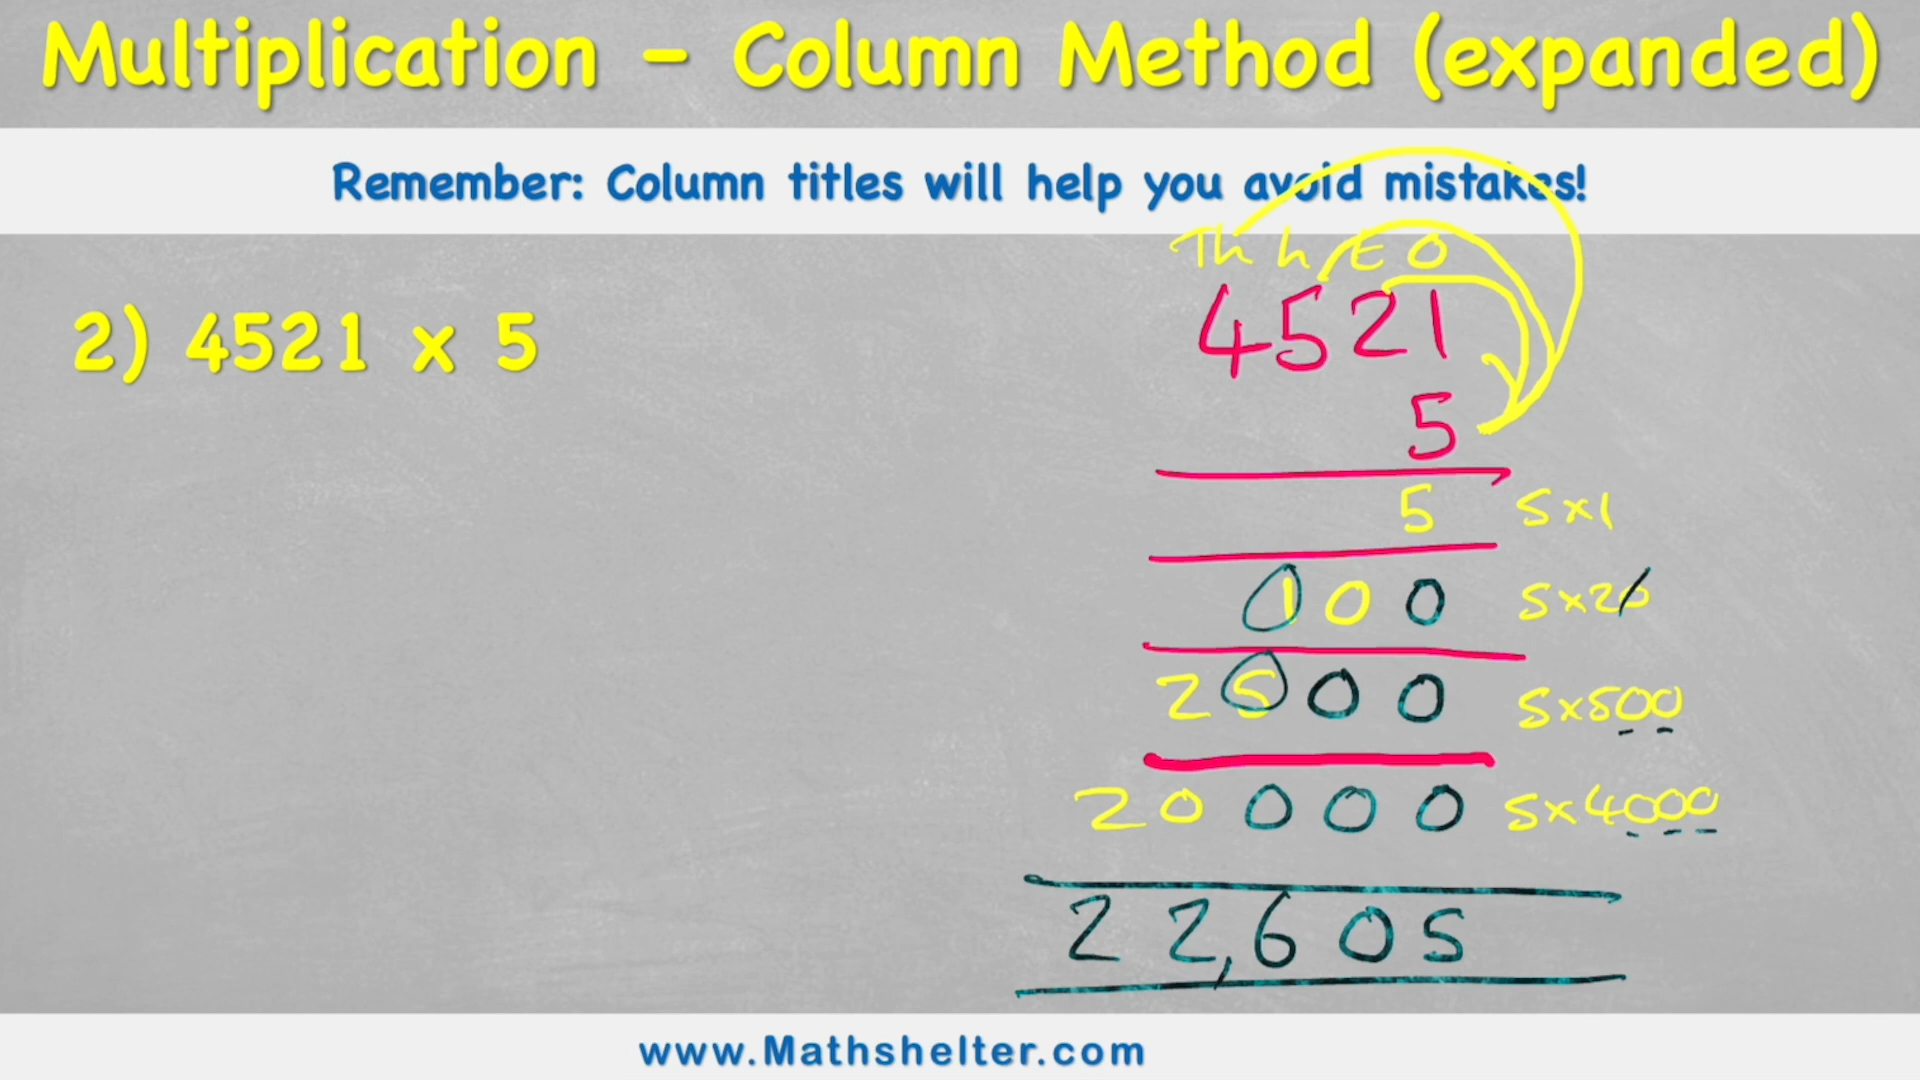 Multiplication – Column Method (expanded)
Remember: Column titles will help you avoid mistakes!
2) 4521 x 5
Th h t O
4521
5
5 5x1
100 5x20
2500 5x500
20000 5x4000
22,605
www.Mathshelter.com